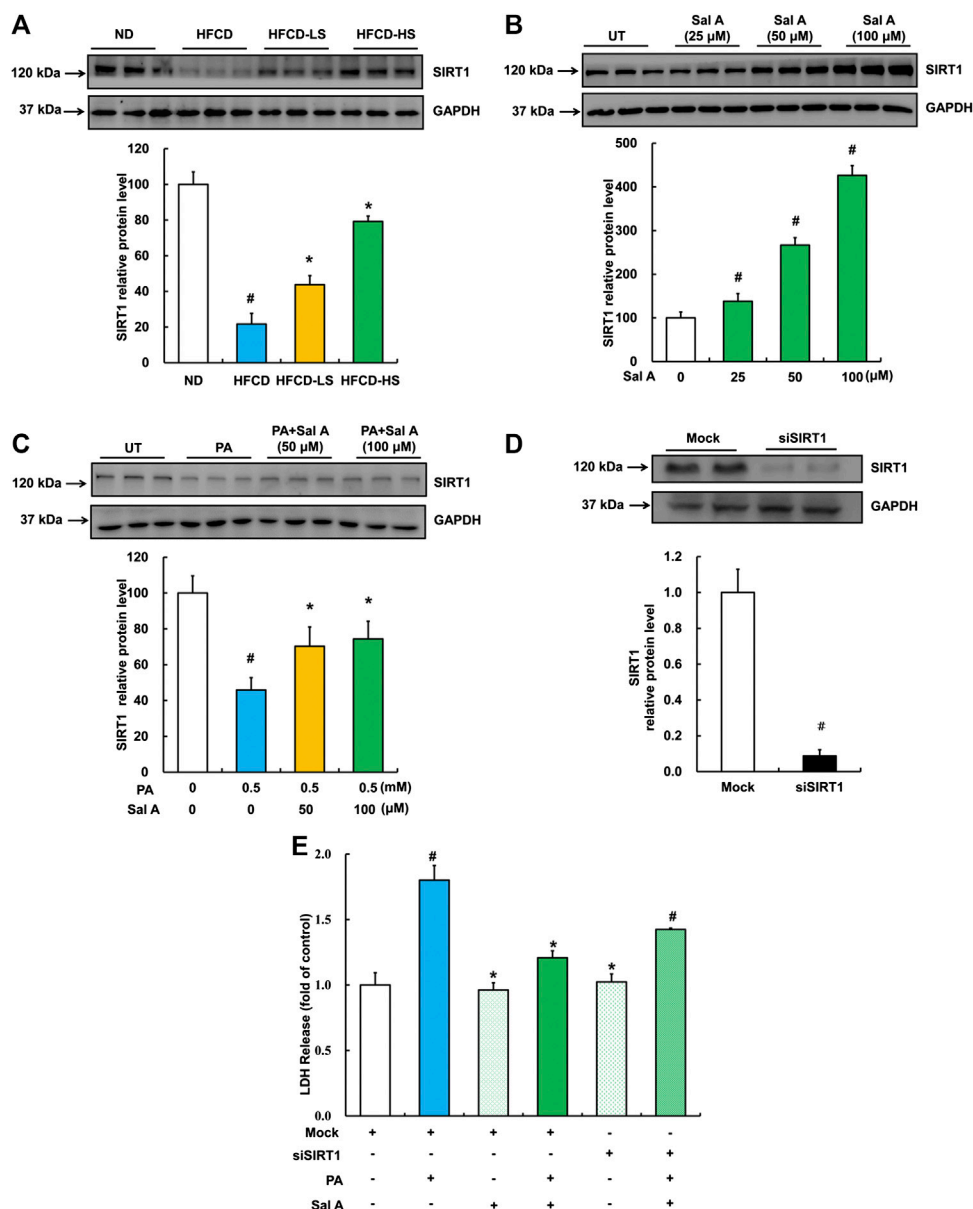 A
ND HFCD HFCD-LS HFCD-HS
120 kDa SIRT1
37 kDa GAPDH
SIRT1 relative protein level
120
100
80
60
40
20
0
# * *
ND HFCD HFCD-LS HFCD-HS
B
UT Sal A (25 µM) Sal A (50 µM) Sal A (100 µM)
120 kDa SIRT1
37 kDa GAPDH
SIRT1 relative protein level
500
400
300
200
100
0
# # #
Sal A 0 25 50 100 (µM)
C
UT PA PA+Sal A (50 µM) PA+Sal A (100 µM)
120 kDa SIRT1
37 kDa GAPDH
SIRT1 relative protein level
120
100
80
60
40
20
0
# * *
PA 0 0.5 0.5 0.5 (mM)
Sal A 0 0 50 100 (µM)
D
Mock siSIRT1
120 kDa SIRT1
37 kDa GAPDH
SIRT1
relative protein level
1.2
1.0
0.8
0.6
0.4
0.2
0.0
#
Mock siSIRT1
E
LDH Release (fold of control)
2.0
1.5
1.0
0.5
0.0
# * * * #
Mock + + + + - -
siSIRT1 - - - - + +
PA - + - + - +
Sal A - - + + - +